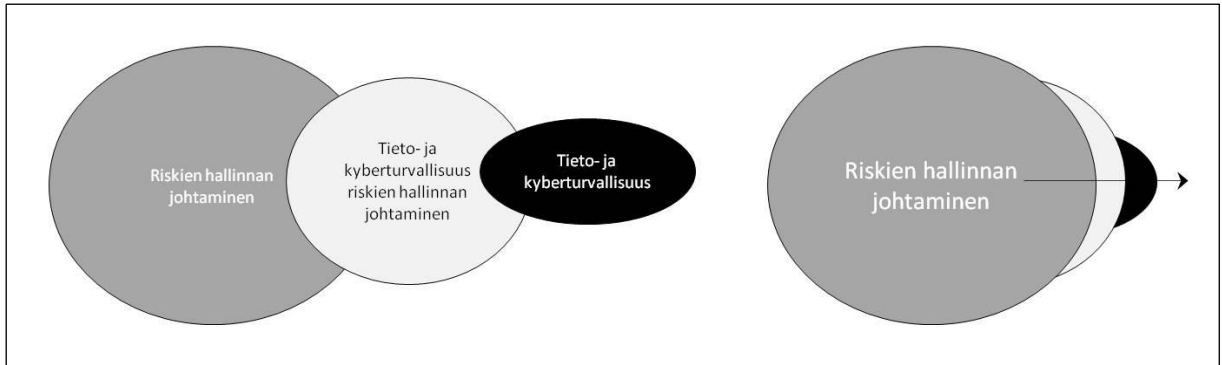 Riskien hallinnan
johtaminen
Tieto- ja
kyberturvallisuus
riskien hallinnan
johtaminen
Tieto- ja
kyberturvallisuus
Riskien hallinnan
johtaminen